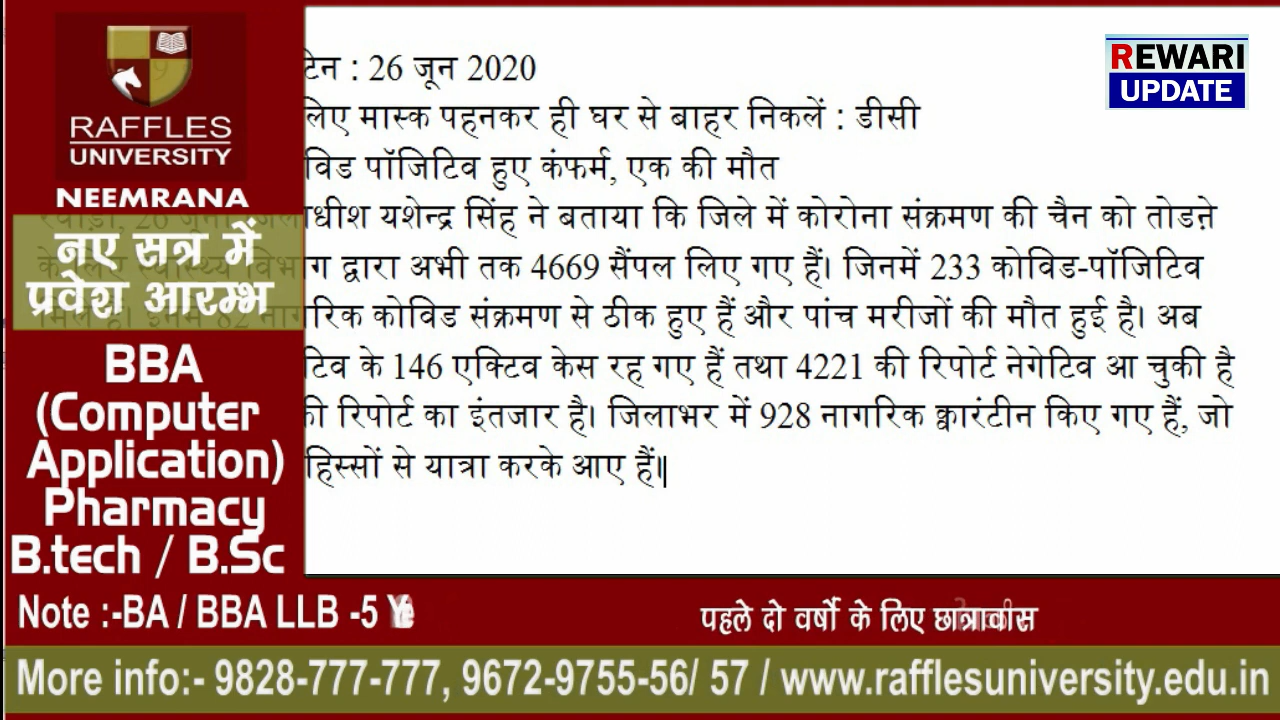 RAFFLES
UNIVERSITY
NEEMRANA
नए सत्र में
प्रवेश आरम्भ
BBA
(Computer
Application)
Pharmacy
B.tech / B.Sc
REWARI
UPDATE
: 26 जून 2020
लिए मास्क पहनकर ही घर से बाहर निकलें : डीसी
पॉजिटिव हुए कंफर्म, एक की मौत
यशेन्द्र सिंह ने बताया कि जिले में कोरोना संक्रमण की चैन को तोडऩे
के लिए स्वास्थ्य विभाग द्वारा अभी तक 4669 सैंपल लिए गए हैं। जिनमें 233 कोविड-पॉजिटिव
82 नागरिक कोविड संक्रमण से ठीक हुए हैं और पांच मरीजों की मौत हुई है। अब
के 146 एक्टिव केस रह गए हैं तथा 4221 की रिपोर्ट नेगेटिव आ चुकी है
की रिपोर्ट का इंतजार है। जिलाभर में 928 नागरिक क्वारंटीन किए गए हैं, जो
हिस्सों से यात्रा करके आए हैं।
Note :-BA / BBA LLB -5
पहले दो वर्षो के लिए छात्रावास
More info:- 9828-777-777, 9672-9755-56/ 57 / www.rafflesuniversity.edu.in